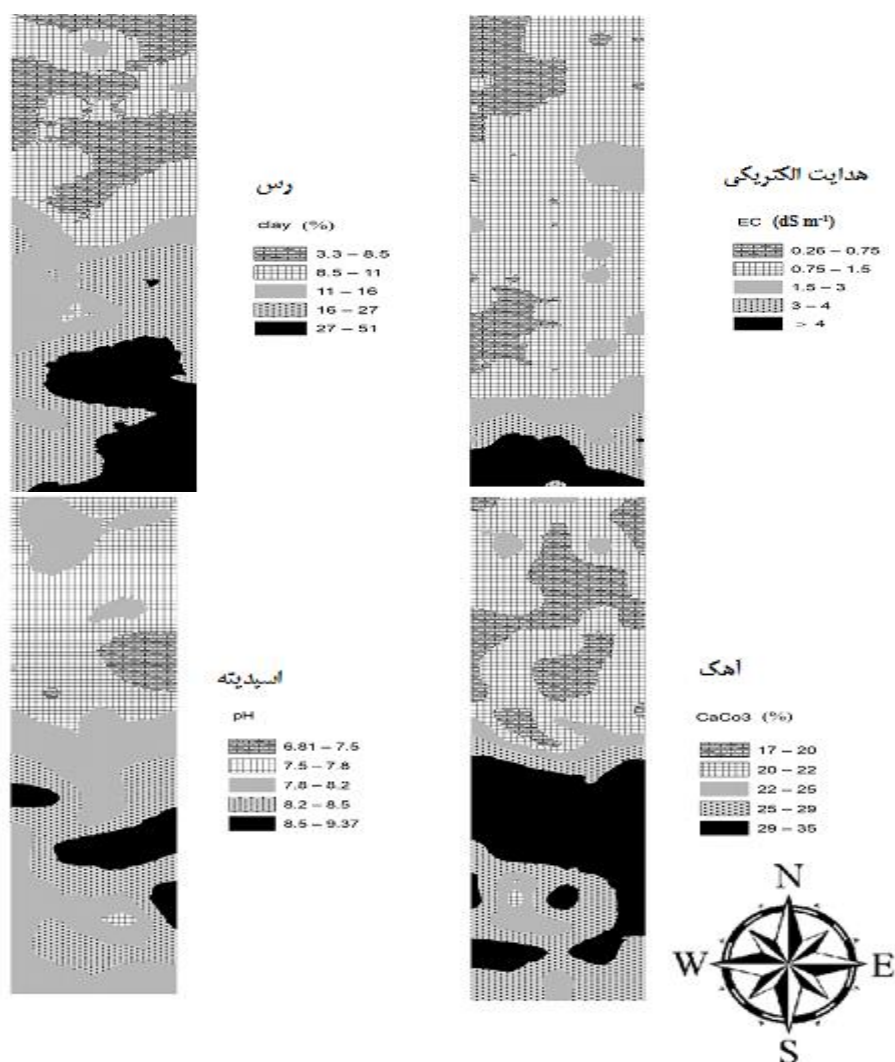 رس
clay (%)
3.3 – 8.5
8.5 – 11
11 – 16
16 – 27
27 – 51
هدایت الکتریکی
EC (dS m⁻¹)
0.26 – 0.75
0.75 – 1.5
1.5 – 3
3 – 4
> 4
اسیدیته
pH
6.81 – 7.5
7.5 – 7.8
7.8 – 8.2
8.2 – 8.5
8.5 – 9.37
آهک
CaCo3 (%)
17 – 20
20 – 22
22 – 25
25 – 29
29 – 35
N
W E
S